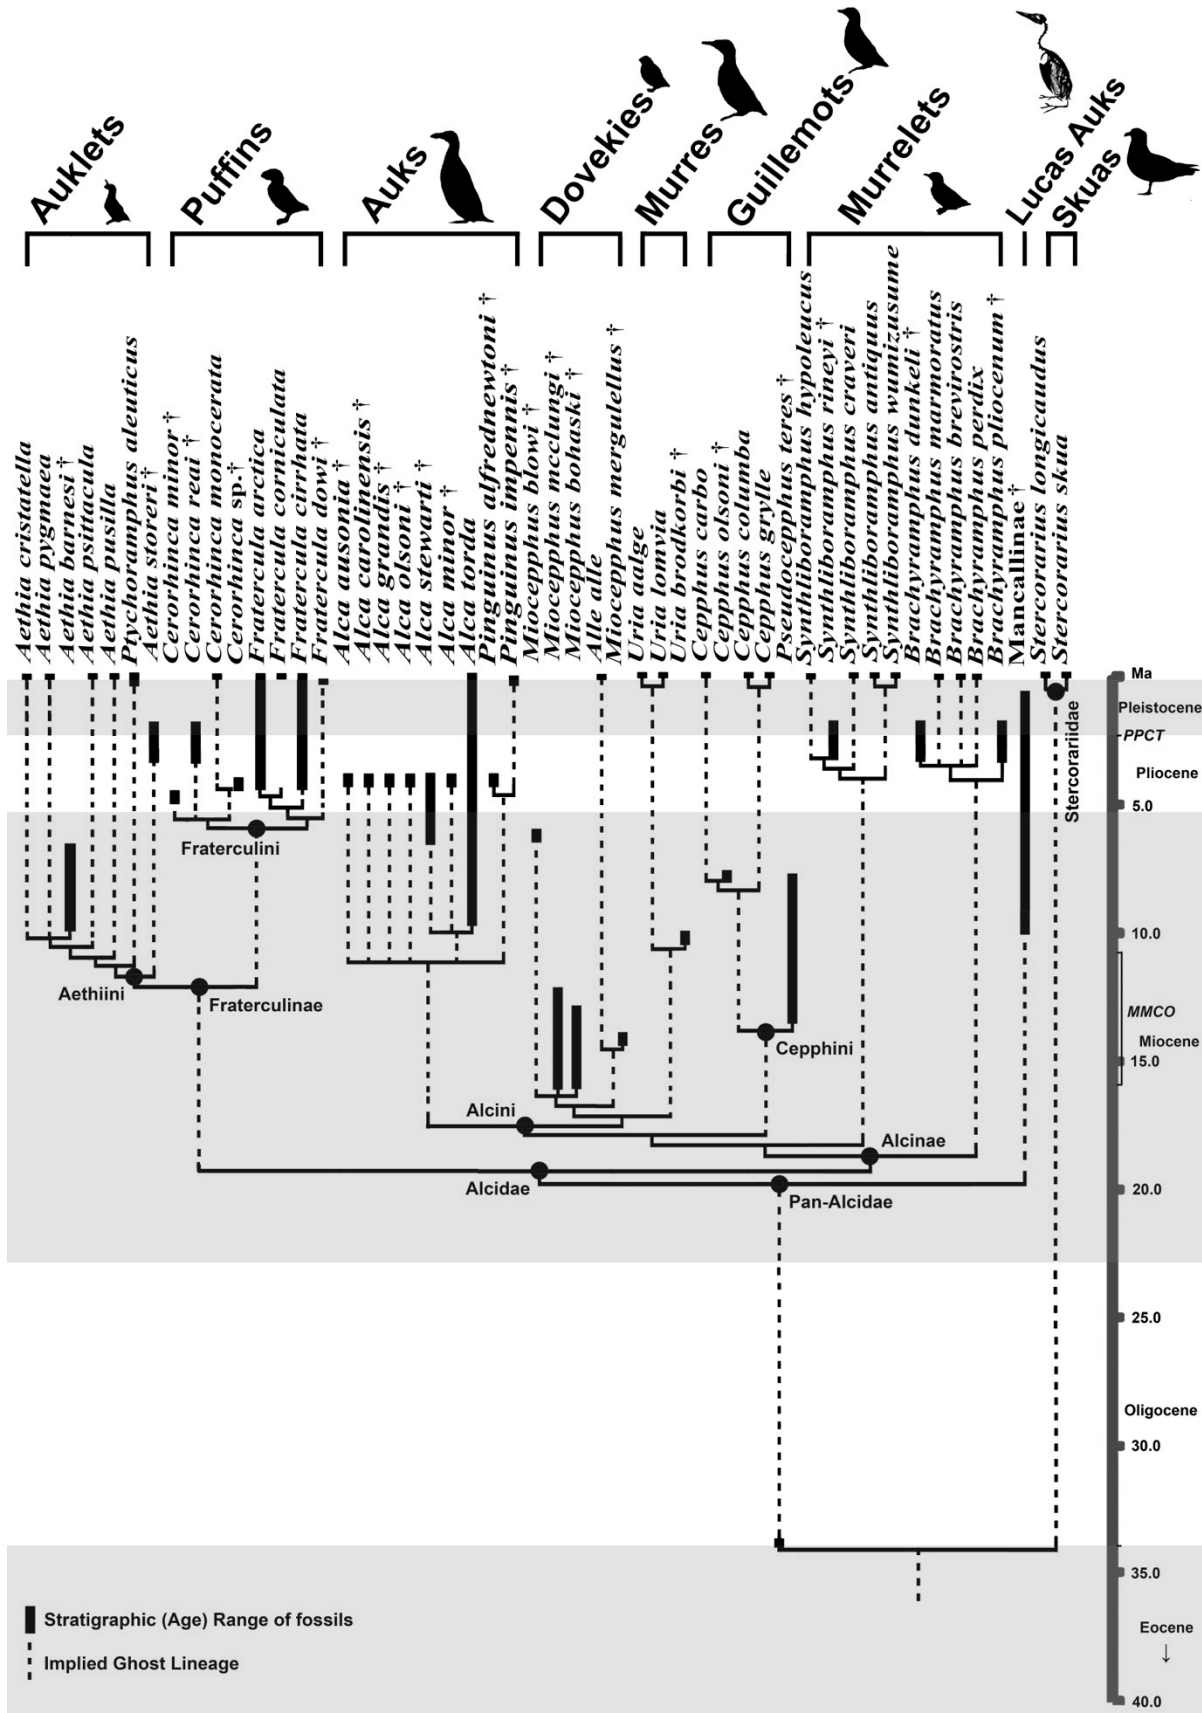 Auklets
Puffins
Auks
Dovekies
Murres
Guillemots
Murrelets
Lucas Auks
Skuas
Aethia cristatella
Aethia pygmaea
Aethia barnesi †
Aethia psittacula
Aethia pusilla
Ptychoramphus aleuticus
Aethia storeri †
Cerorhinca minor †
Cerorhinca reai †
Cerorhinca monocerata
Cerorhinca sp. †
Fratercula arctica
Fratercula corniculata
Fratercula cirrhata
Fratercula dowi †
Alca ausonia †
Alca carolinensis †
Alca grandis †
Alca olsoni †
Alca stewarti †
Alca minor †
Alca torda
Pinguinus alfrednewtoni †
Pinguinus impennis †
Miocepphus blowi †
Miocepphus mcclungi †
Miocepphus bohaski †
Alle alle
Miocepphus mergulellus †
Uria aalge
Uria lomvia
Uria brodkorbi †
Cepphus carbo
Cepphus olsoni †
Cepphus columba
Cepphus grylle
Pseudocepphus teres †
Synthliboramphus hypoleucus
Synthliboramphus rineyi †
Synthliboramphus craveri
Synthliboramphus antiquus
Synthliboramphus wumizusume
Brachyramphus dunkeli †
Brachyramphus marmoratus
Brachyramphus brevirostris
Brachyramphus perdix
Brachyramphus pliocenum †
Mancallinae †
Stercorarius longicaudus
Stercorarius skua
Ma
Pleistocene
PPCT
Pliocene
5.0
Stercorariidae
Fraterculini
10.0
Aethiini
Fraterculinae
MMCO
Miocene
Cepphini
15.0
Alcini
Alcinae
Alcidae
20.0
Pan-Alcidae
25.0
Oligocene
30.0
35.0
Stratigraphic (Age) Range of fossils
Eocene
↓
Implied Ghost Lineage
40.0